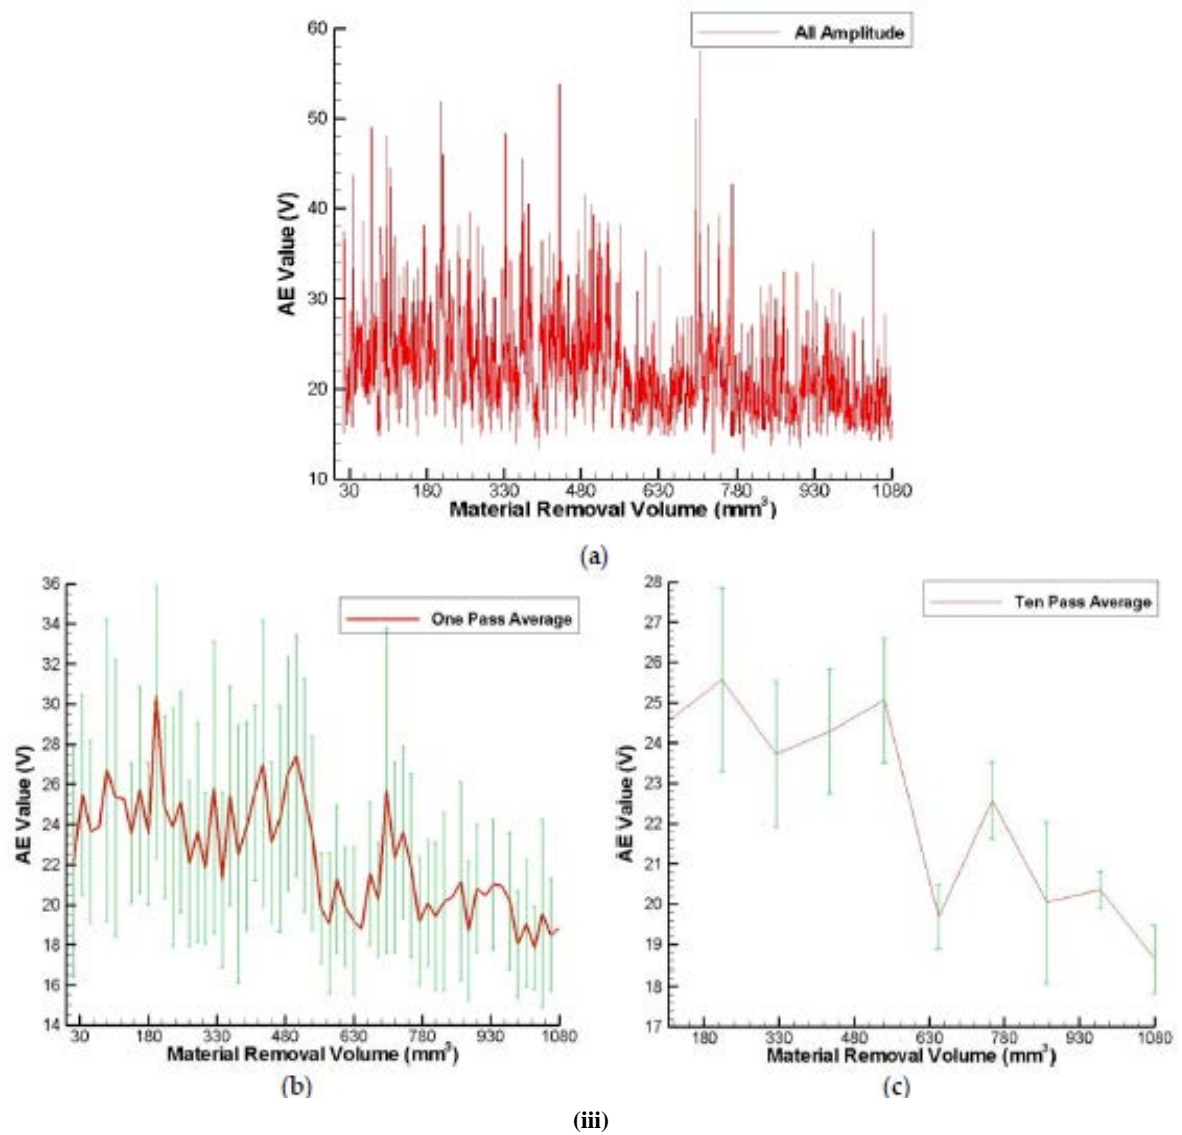 60
50
40
30
20
10
AE Value (V)
All Amplitude
30 180 330 480 630 780 930 1080
Material Removal Volume (mm³)
(a)
36
34
32
30
28
26
24
22
20
18
16
14
AE Value (V)
One Pass Average
30 180 330 480 630 780 930 1080
Material Removal Volume (mm³)
(b)
28
27
26
25
24
23
22
21
20
19
18
17
AE Value (V)
Ten Pass Average
180 330 480 630 780 930 1080
Material Removal Volume (mm³)
(c)
(iii)